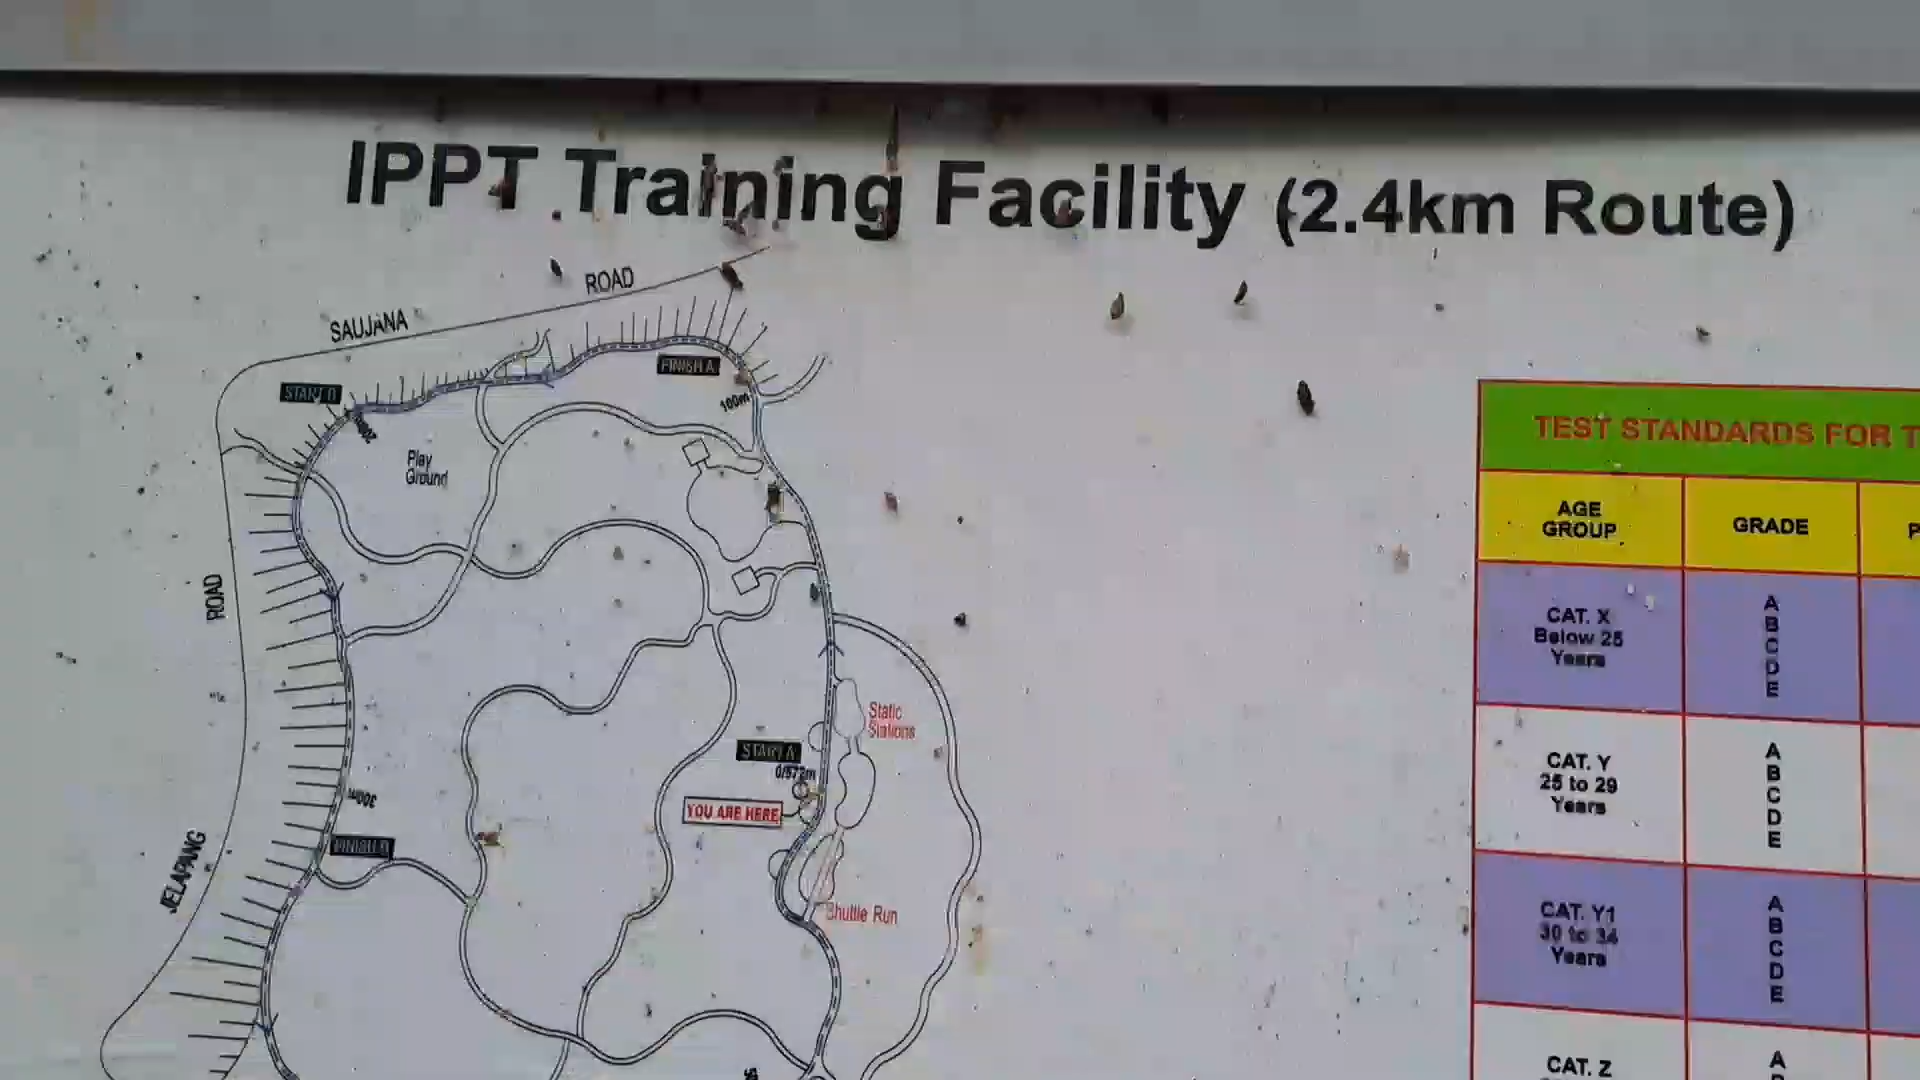 IPPT Training Facility (2.4km Route)
SAUJANA ROAD
FINISH A
100m
Play
Ground
ROAD
JELAPANG
300m
Static
Stations
START A
0/572m
YOU ARE HERE
Shuttle Run
TEST STANDARDS FOR T
AGE
GROUP
GRADE
P
CAT. X
Below 25
Years
A
B
C
D
E
CAT. Y
25 to 29
Years
A
B
C
D
E
CAT. Y1
30 to 34
Years
A
B
C
D
E
CAT. Z
A